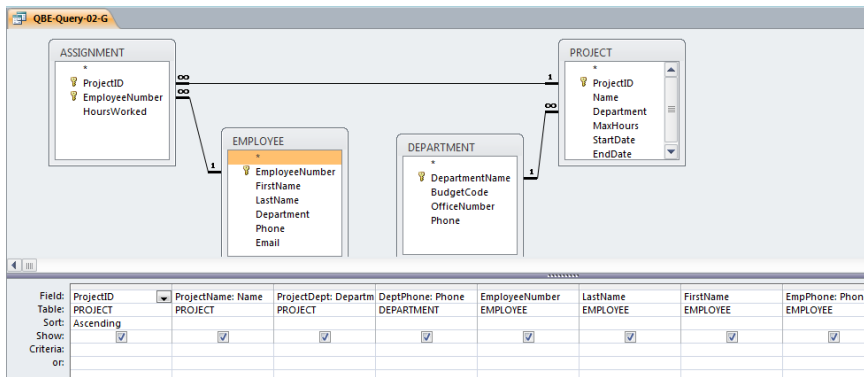 QBE-Query-02-G
ASSIGNMENT
*
ProjectID
EmployeeNumber
HoursWorked
∞
∞
1
EMPLOYEE
*
EmployeeNumber
FirstName
LastName
Department
Phone
Email
DEPARTMENT
*
DepartmentName
BudgetCode
OfficeNumber
Phone
1
1
∞
PROJECT
*
ProjectID
Name
Department
MaxHours
StartDate
EndDate
Field: ProjectID ProjectName: Name ProjectDept: Departm DeptPhone: Phone EmployeeNumber LastName FirstName EmpPhone: Phon
Table: PROJECT PROJECT PROJECT DEPARTMENT EMPLOYEE EMPLOYEE EMPLOYEE EMPLOYEE
Sort: Ascending
Show:
Criteria:
or: